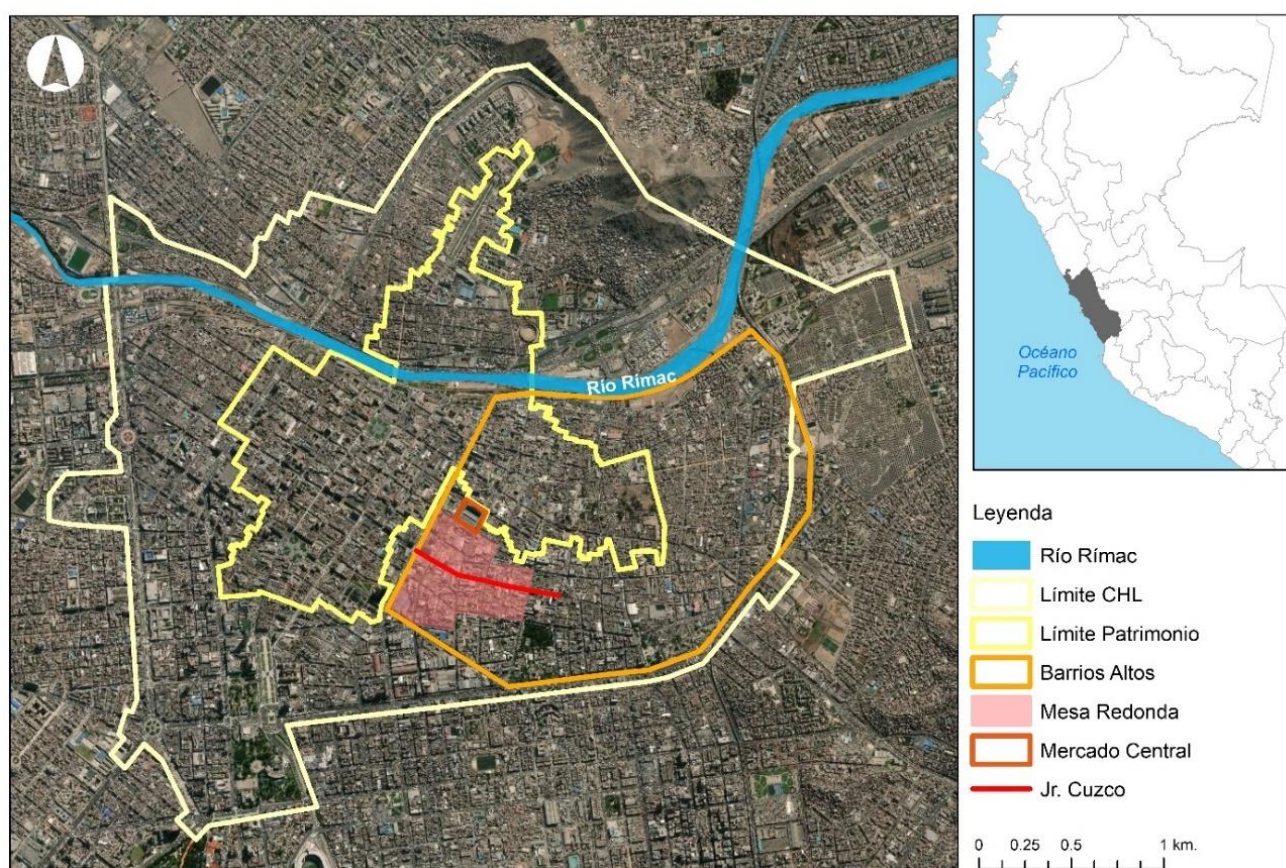 Río Rímac
Océano
Pacífico
Leyenda
Río Rímac
Límite CHL
Límite Patrimonio
Barrios Altos
Mesa Redonda
Mercado Central
Jr. Cuzco
0 0.25 0.5 1 km.